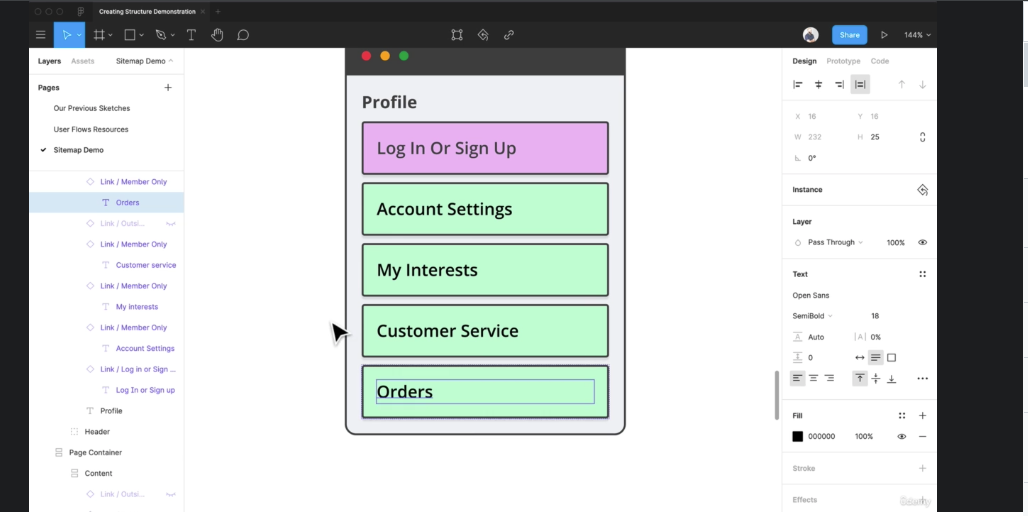 Creating Structure Demonstration
Share
144%
Layers
Assets
Sitemap Demo
Pages
Our Previous Sketches
User Flows Resources
Sitemap Demo
Link / Member Only
Orders
Link / Outsi...
Link / Member Only
Customer service
Link / Member Only
My interests
Link / Member Only
Account Settings
Link / Log in or Sign ...
Log In or Sign up
Profile
Header
Page Container
Content
Link / Outsi...
Profile
Log In Or Sign Up
Account Settings
My Interests
Customer Service
Orders
Design
Prototype
Code
X 16 Y 16
W 232 H 25
0°
Instance
Layer
Pass Through 100%
Text
Open Sans
SemiBold 18
Auto |A| 0%
0
Fill
000000 100%
Stroke
Effects
Udemy